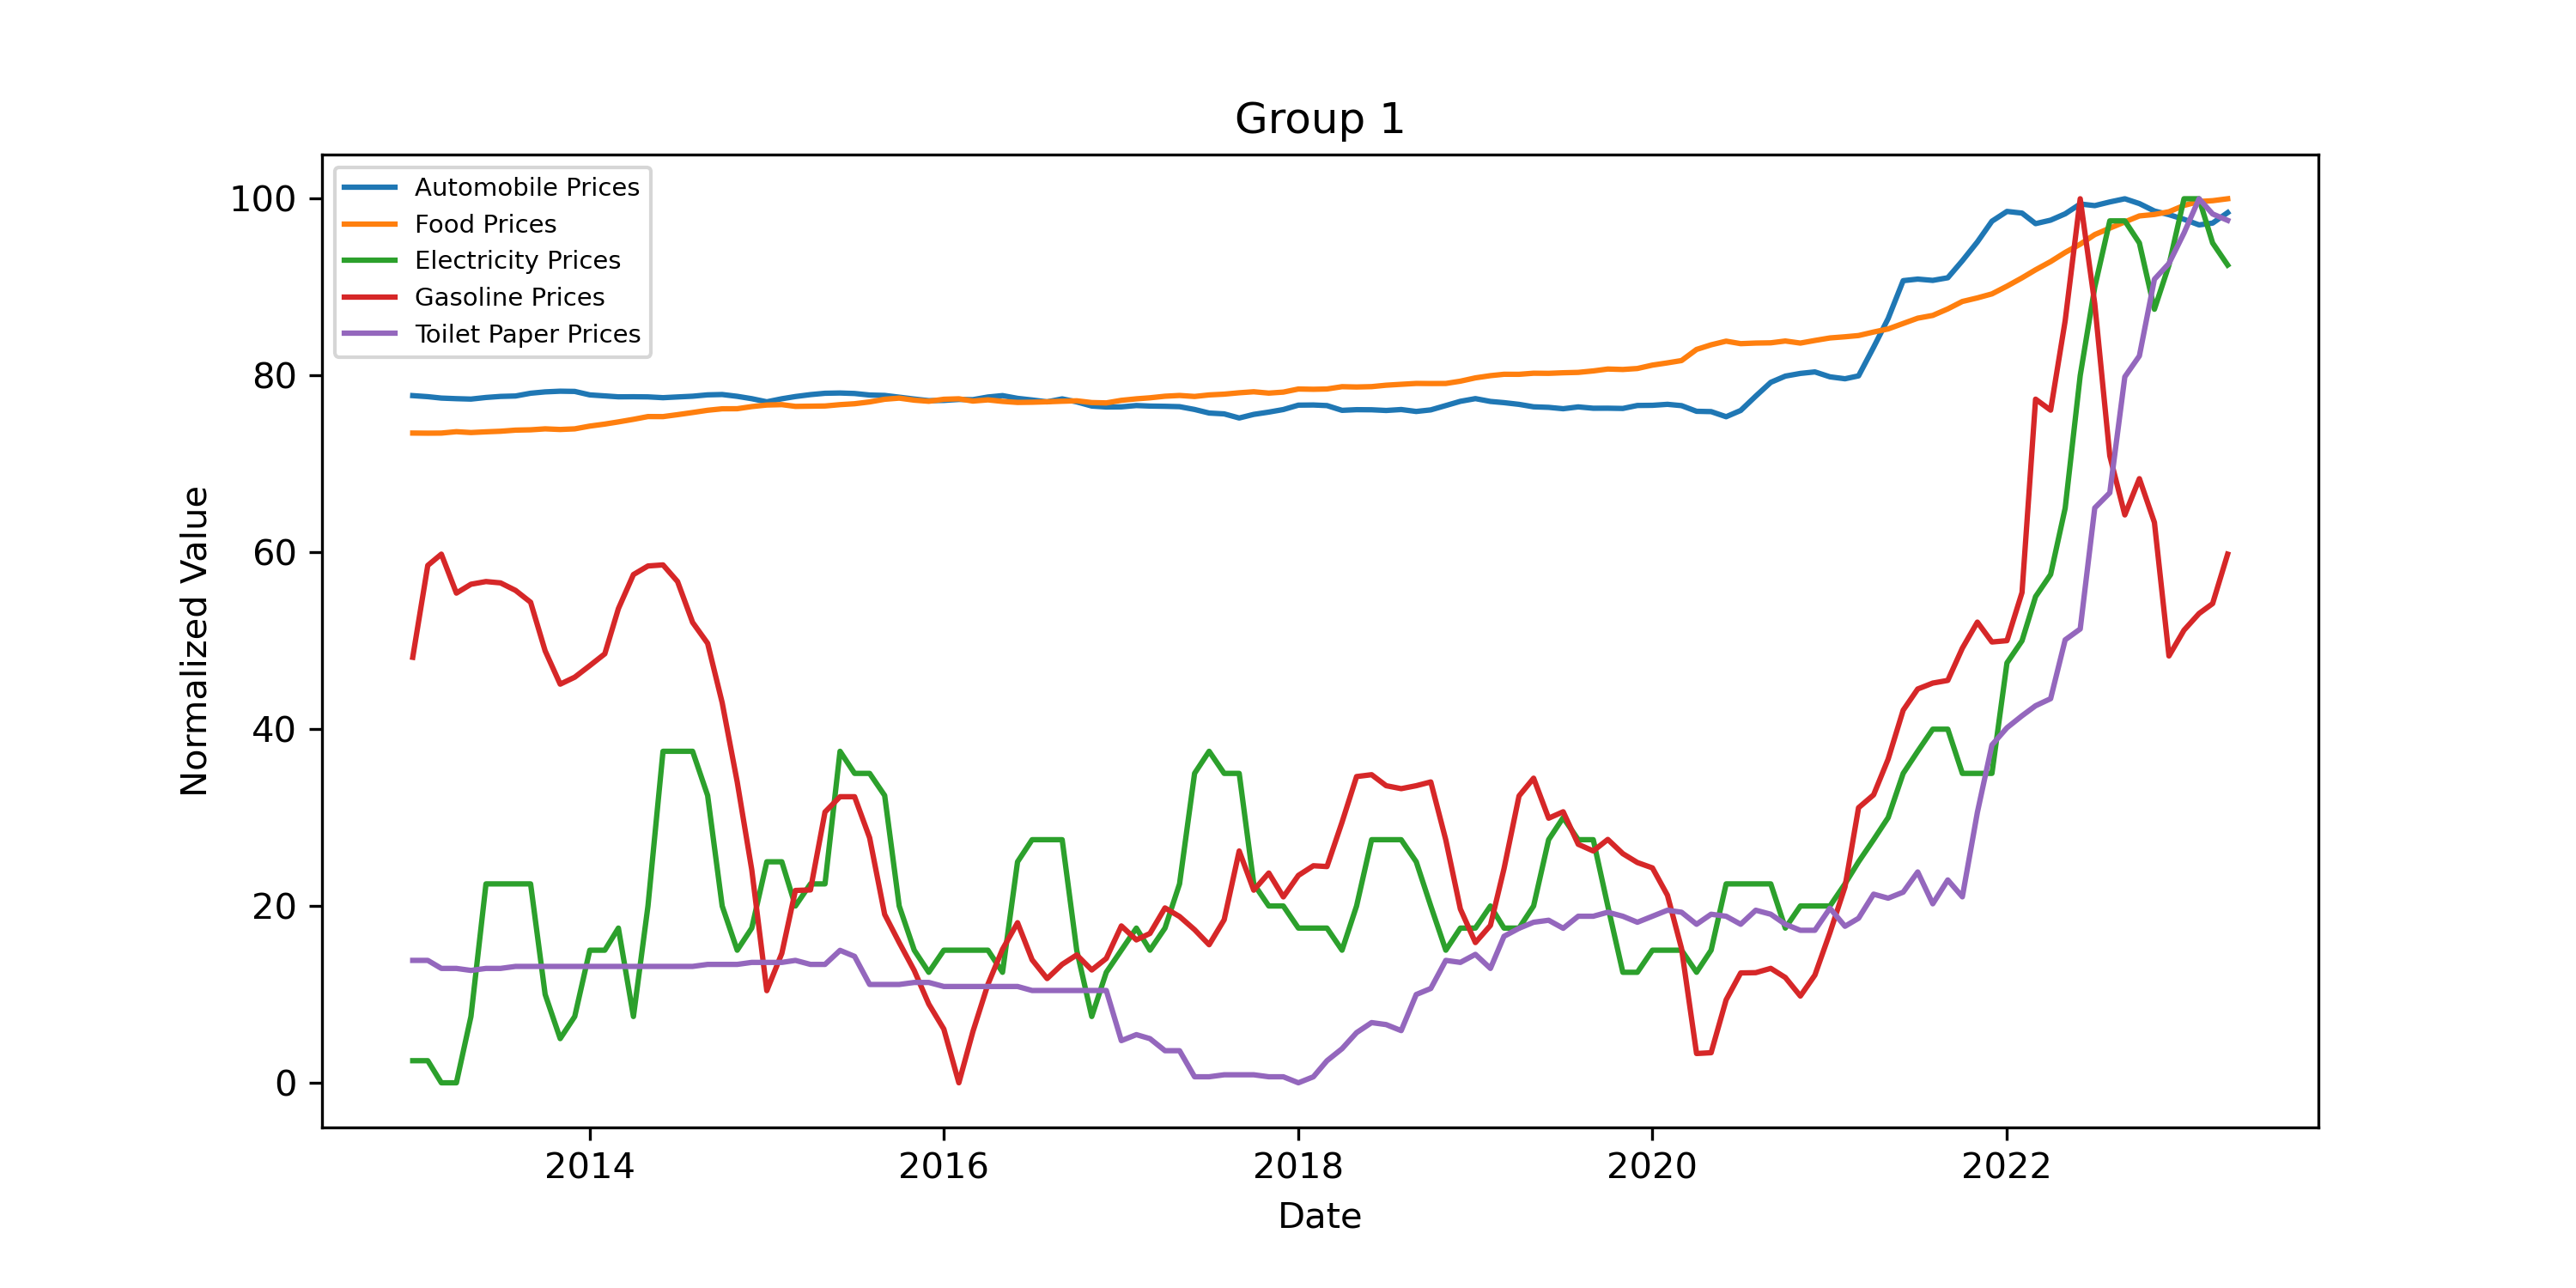 Group 1
Automobile Prices
Food Prices
Electricity Prices
Gasoline Prices
Toilet Paper Prices
100
80
60
40
20
0
Normalized Value
2014 2016 2018 2020 2022
Date